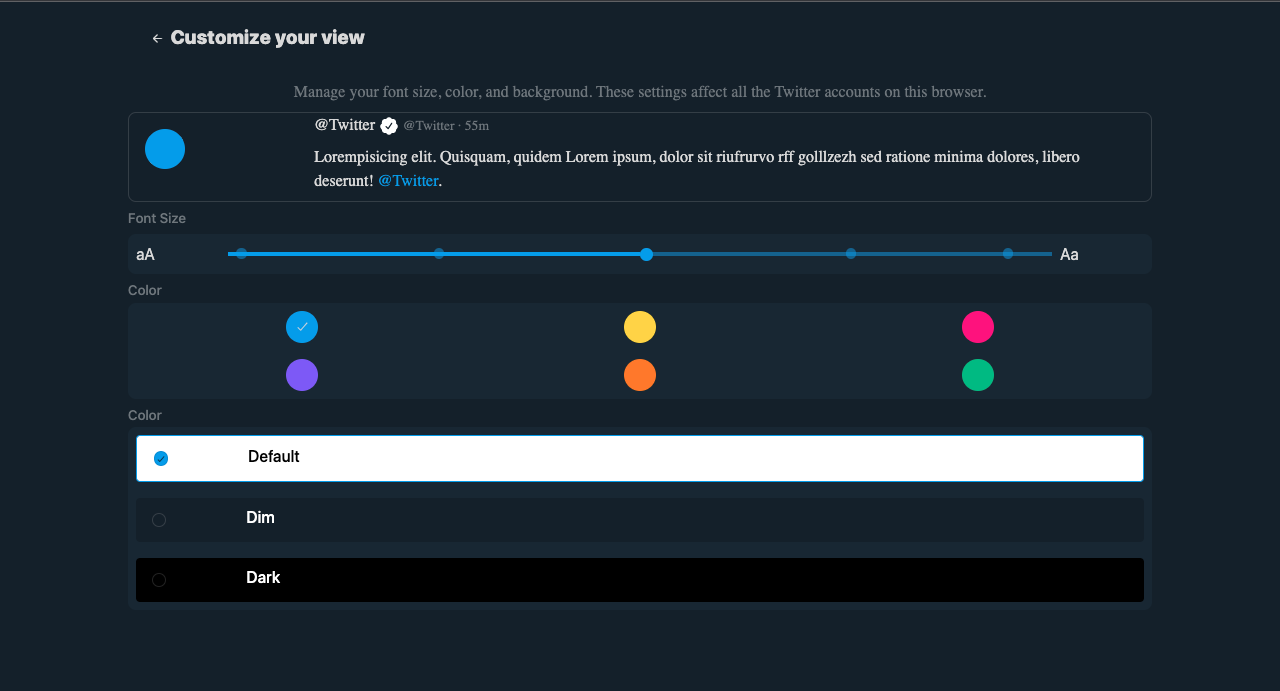 ← Customize your view
Manage your font size, color, and background. These settings affect all the Twitter accounts on this browser.
@Twitter @Twitter · 55m
Lorempisicing elit. Quisquam, quidem Lorem ipsum, dolor sit riufrurvo rff golllzezh sed ratione minima dolores, libero
deserunt! @Twitter.
Font Size
aA Aa
Color
Color
Default
Dim
Dark